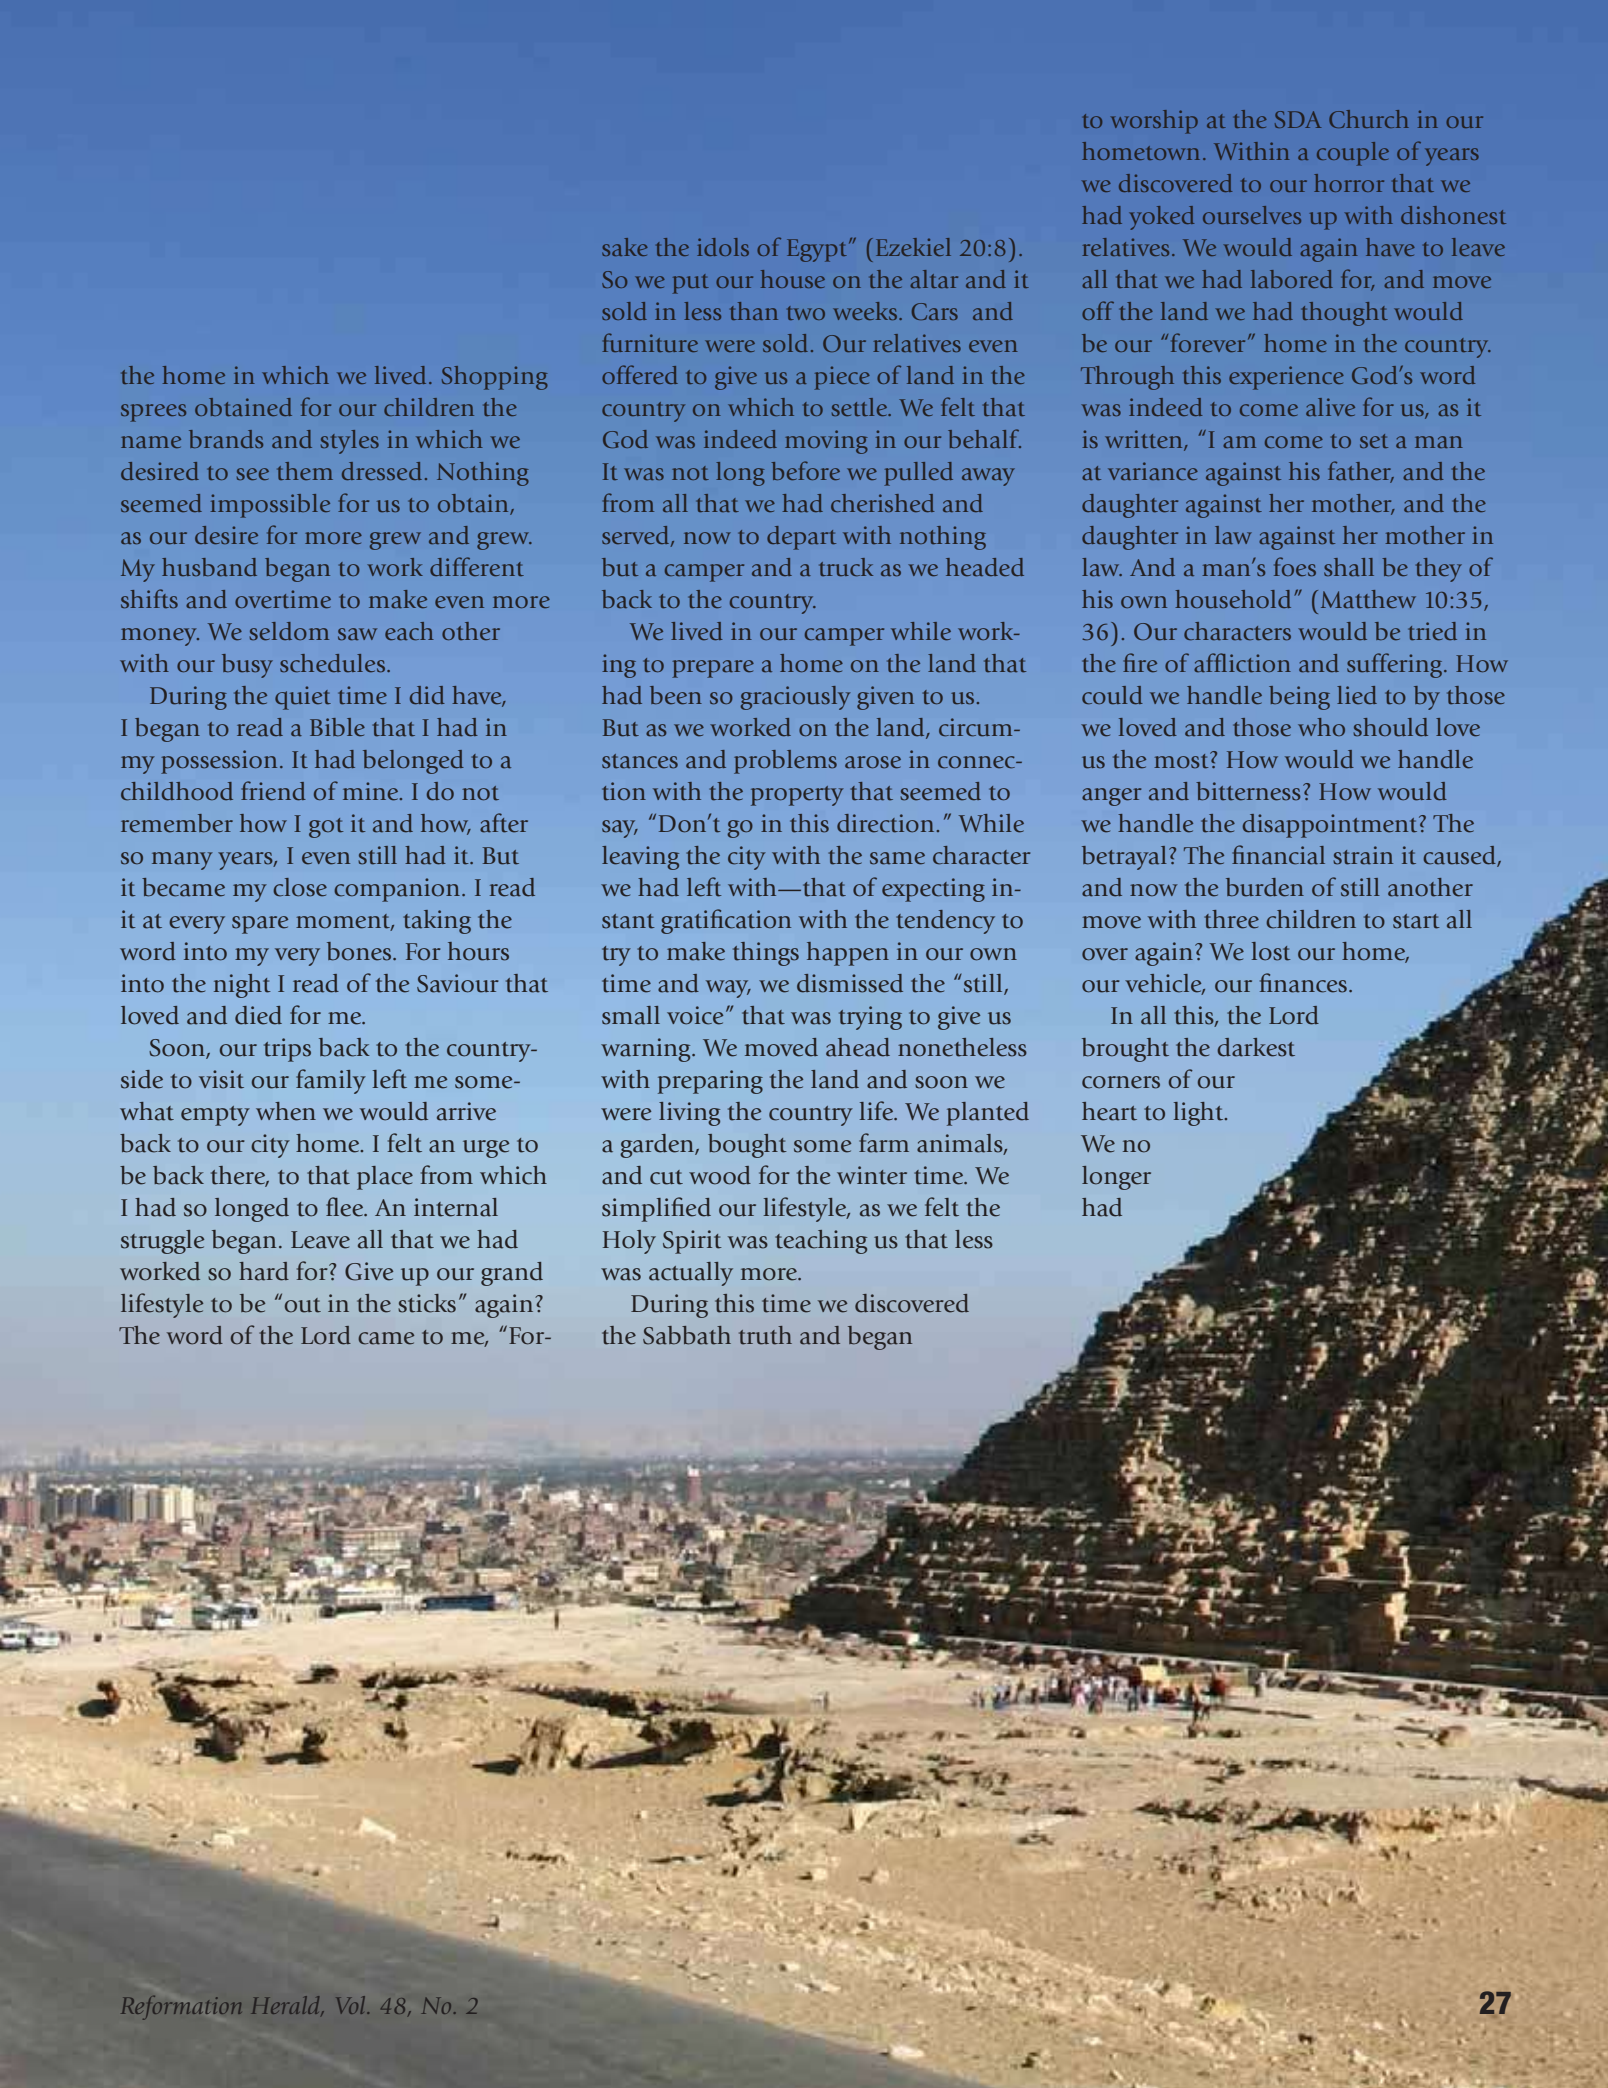 the home in which we lived. Shopping
sprees obtained for our children the
name brands and styles in which we
desired to see them dressed. Nothing
seemed impossible for us to obtain,
as our desire for more grew and grew.
My husband began to work different
shifts and overtime to make even more
money. We seldom saw each other
with our busy schedules.
During the quiet time I did have,
I began to read a Bible that I had in
my possession. It had belonged to a
childhood friend of mine. I do not
remember how I got it and how, after
so many years, I even still had it. But
it became my close companion. I read
it at every spare moment, taking the
word into my very bones. For hours
into the night I read of the Saviour that
loved and died for me.
Soon, our trips back to the country-
side to visit our family left me some-
what empty when we would arrive
back to our city home. I felt an urge to
be back there, to that place from which
I had so longed to flee. An internal
struggle began. Leave all that we had
worked so hard for? Give up our grand
lifestyle to be “out in the sticks” again?
The word of the Lord came to me, “For-
sake the idols of Egypt” (Ezekiel 20:8).
So we put our house on the altar and it
sold in less than two weeks. Cars and
furniture were sold. Our relatives even
offered to give us a piece of land in the
country on which to settle. We felt that
God was indeed moving in our behalf.
It was not long before we pulled away
from all that we had cherished and
served, now to depart with nothing
but a camper and a truck as we headed
back to the country.
We lived in our camper while work-
ing to prepare a home on the land that
had been so graciously given to us.
But as we worked on the land, circum-
stances and problems arose in connec-
tion with the property that seemed to
say, “Don’t go in this direction.” While
leaving the city with the same character
we had left with—that of expecting in-
stant gratification with the tendency to
try to make things happen in our own
time and way, we dismissed the “still,
small voice” that was trying to give us
warning. We moved ahead nonetheless
with preparing the land and soon we
were living the country life. We planted
a garden, bought some farm animals,
and cut wood for the winter time. We
simplified our lifestyle, as we felt the
Holy Spirit was teaching us that less
was actually more.
During this time we discovered
the Sabbath truth and began
to worship at the SDA Church in our
hometown. Within a couple of years
we discovered to our horror that we
had yoked ourselves up with dishonest
relatives. We would again have to leave
all that we had labored for, and move
off the land we had thought would
be our “forever” home in the country.
Through this experience God’s word
was indeed to come alive for us, as it
is written, “I am come to set a man
at variance against his father, and the
daughter against her mother, and the
daughter in law against her mother in
law. And a man’s foes shall be they of
his own household” (Matthew 10:35,
36). Our characters would be tried in
the fire of affliction and suffering. How
could we handle being lied to by those
we loved and those who should love
us the most? How would we handle
anger and bitterness? How would
we handle the disappointment? The
betrayal? The financial strain it caused,
and now the burden of still another
move with three children to start all
over again? We lost our home,
our vehicle, our finances.
In all this, the Lord
brought the darkest
corners of our
heart to light.
We no
longer
had
Reformation Herald, Vol. 48, No. 2
27